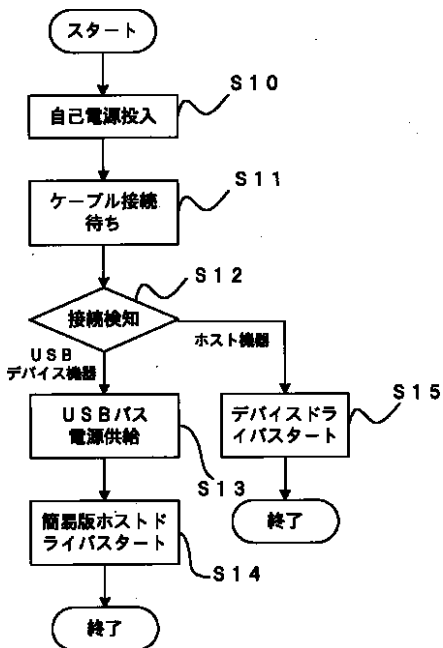 スタート
S10
自己電源投入
S11
ケーブル接続
待ち
S12
接続検知
ホスト機器
USB
デバイス機器
S15
USBバス
電源供給
デバイスドラ
イバスタート
S13
簡易版ホストド
ライバスタート
終了
S14
終了